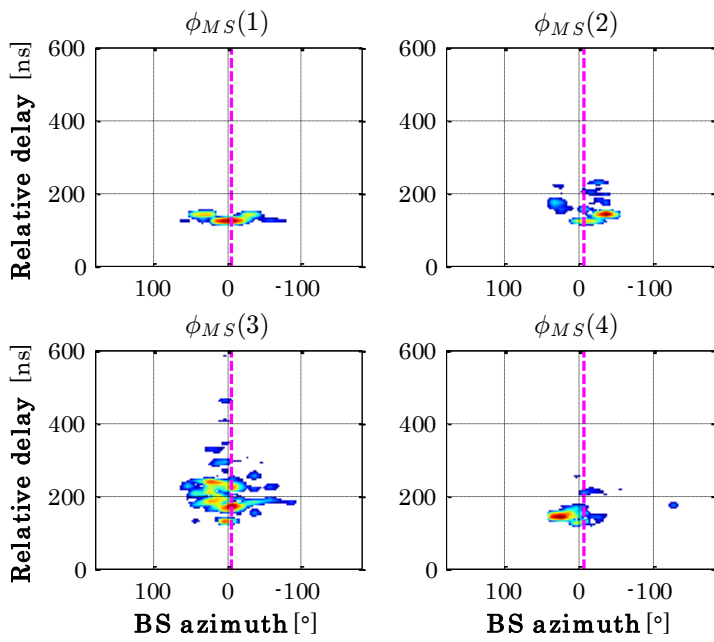 ϕMS(1) ϕMS(2)
Relative delay [ns]
600 600
400 400
200 200
0 0
100 0 -100 100 0 -100
ϕMS(3) ϕMS(4)
Relative delay [ns]
600 600
400 400
200 200
0 0
100 0 -100 100 0 -100
BS azimuth [°] BS azimuth [°]